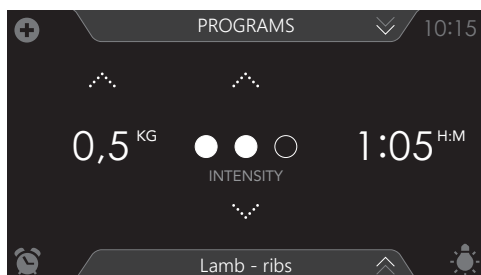 PROGRAMS
10:15
0,5 KG
1:05 H:M
INTENSITY
Lamb - ribs